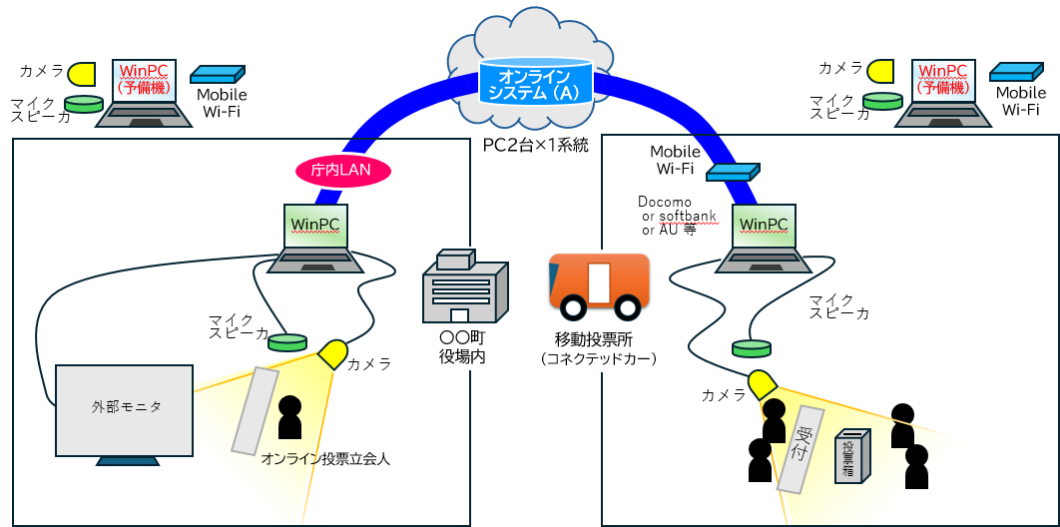 カメラ
マイク
スピーカ
WinPC
(予備機)
Mobile
Wi-Fi
オンライン
システム（A）
PC2台×1系統
カメラ
マイク
スピーカ
WinPC
(予備機)
Mobile
Wi-Fi
庁内LAN
WinPC
マイク
スピーカ
カメラ
外部モニタ
オンライン投票立会人
〇〇町
役場内
移動投票所
（コネクテッドカー）
Mobile
Wi-Fi
Docomo
or softbank
or AU 等
WinPC
マイク
スピーカ
カメラ
受付
投票箱